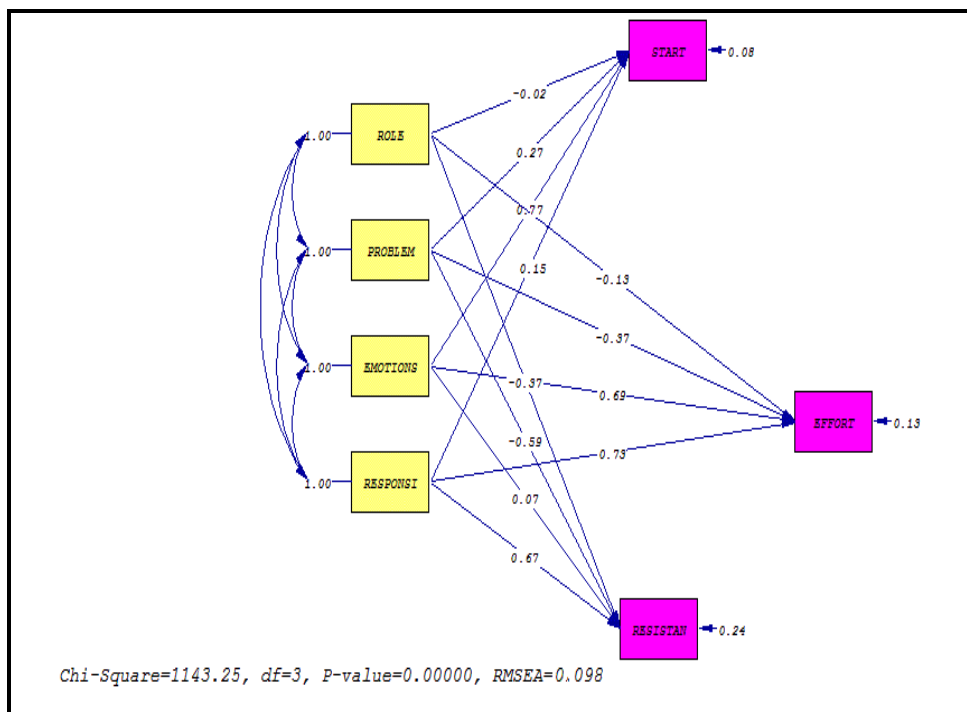 START
0.08
-0.02
1.00
ROLE
0.27
0.77
1.00
PROBLEM
0.15
-0.13
-0.37
1.00
EMOTIONS
-0.37
0.69
EFFORT
0.13
-0.59
0.73
1.00
RESPONSI
0.07
0.67
RESISTAN
0.24
Chi-Square=1143.25, df=3, P-value=0.00000, RMSEA=0.098